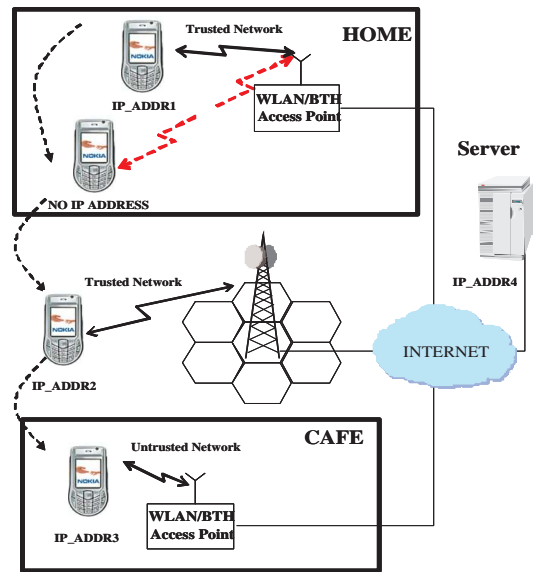 HOME
Trusted Network
NOKIA
IP_ADDR1
WLAN/BTH
Access Point
NOKIA
NO IP ADDRESS
Server
IP_ADDR4
Trusted Network
NOKIA
IP_ADDR2
INTERNET
CAFE
Untrusted Network
NOKIA
IP_ADDR3
WLAN/BTH
Access Point